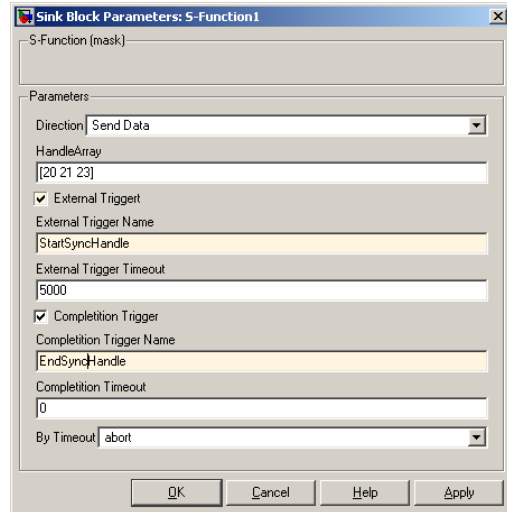 Sink Block Parameters: S-Function1
S-Function (mask)
Parameters
Direction Send Data
HandleArray
[20 21 23]
External Triggert
External Trigger Name
StartSyncHandle
External Trigger Timeout
5000
Completition Trigger
Completition Trigger Name
EndSyncHandle
Completition Timeout
0
By Timeout abort
OK Cancel Help Apply